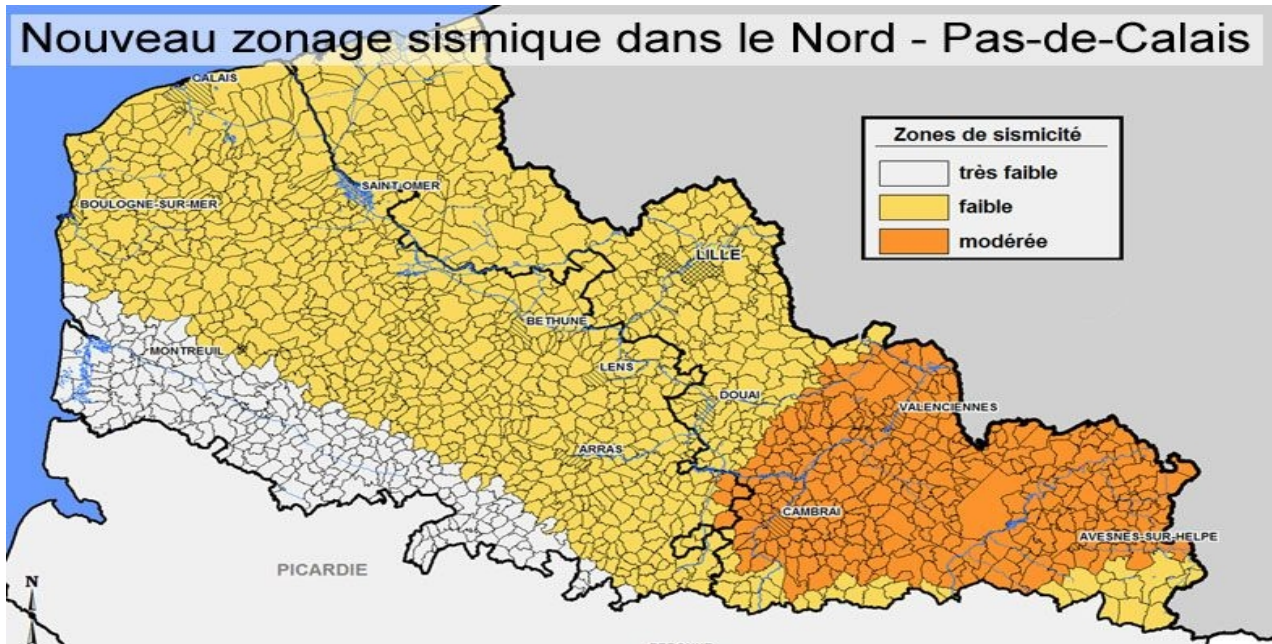 Nouveau zonage sismique dans le Nord - Pas-de-Calais
CALAIS
Zones de sismicité
très faible
faible
modérée
SAINT-OMER
BOULOGNE-SUR-MER
LILLE
BETHUNE
MONTREUIL
LENS
DOUAI
VALENCIENNES
ARRAS
CAMBRAI
AVESNES-SUR-HELPE
PICARDIE
N